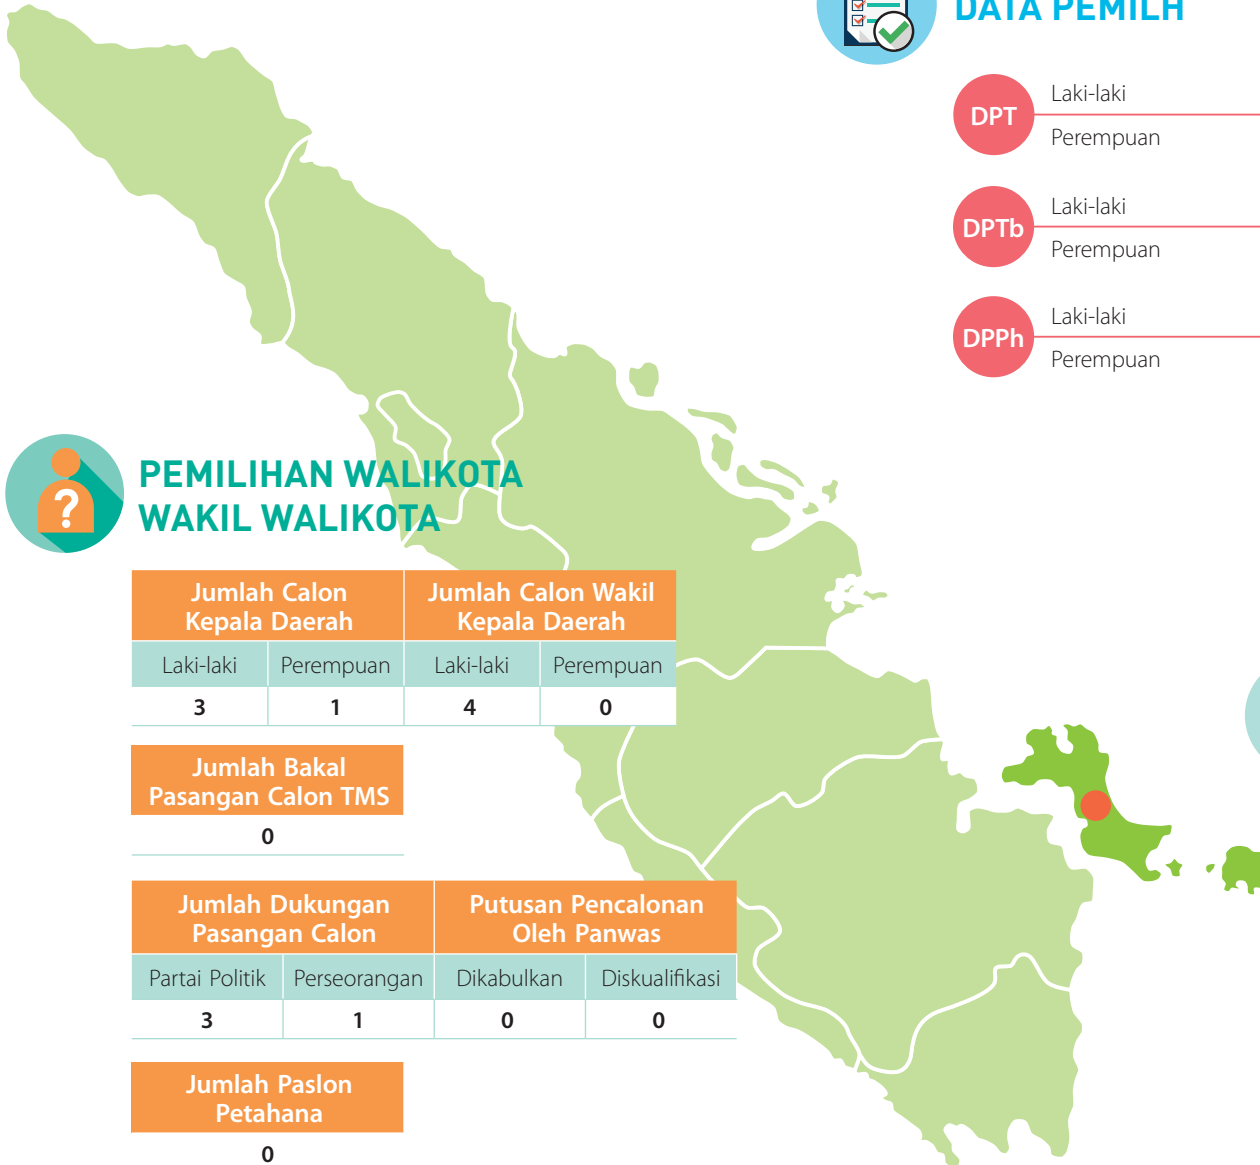 DATA PEMILH
DPT
Laki-laki
Perempuan
DPTb
Laki-laki
Perempuan
DPPh
Laki-laki
Perempuan
?
PEMILIHAN WALIKOTA
WAKIL WALIKOTA
Jumlah Calon Kepala Daerah
Jumlah Calon Wakil Kepala Daerah
Laki-laki Perempuan Laki-laki Perempuan
3 1 4 0
Jumlah Bakal
Pasangan Calon TMS
0
Jumlah Dukungan Pasangan Calon
Putusan Pencalonan Oleh Panwas
Partai Politik Perseorangan Dikabulkan Diskualifikasi
3 1 0 0
Jumlah Paslon
Petahana
0